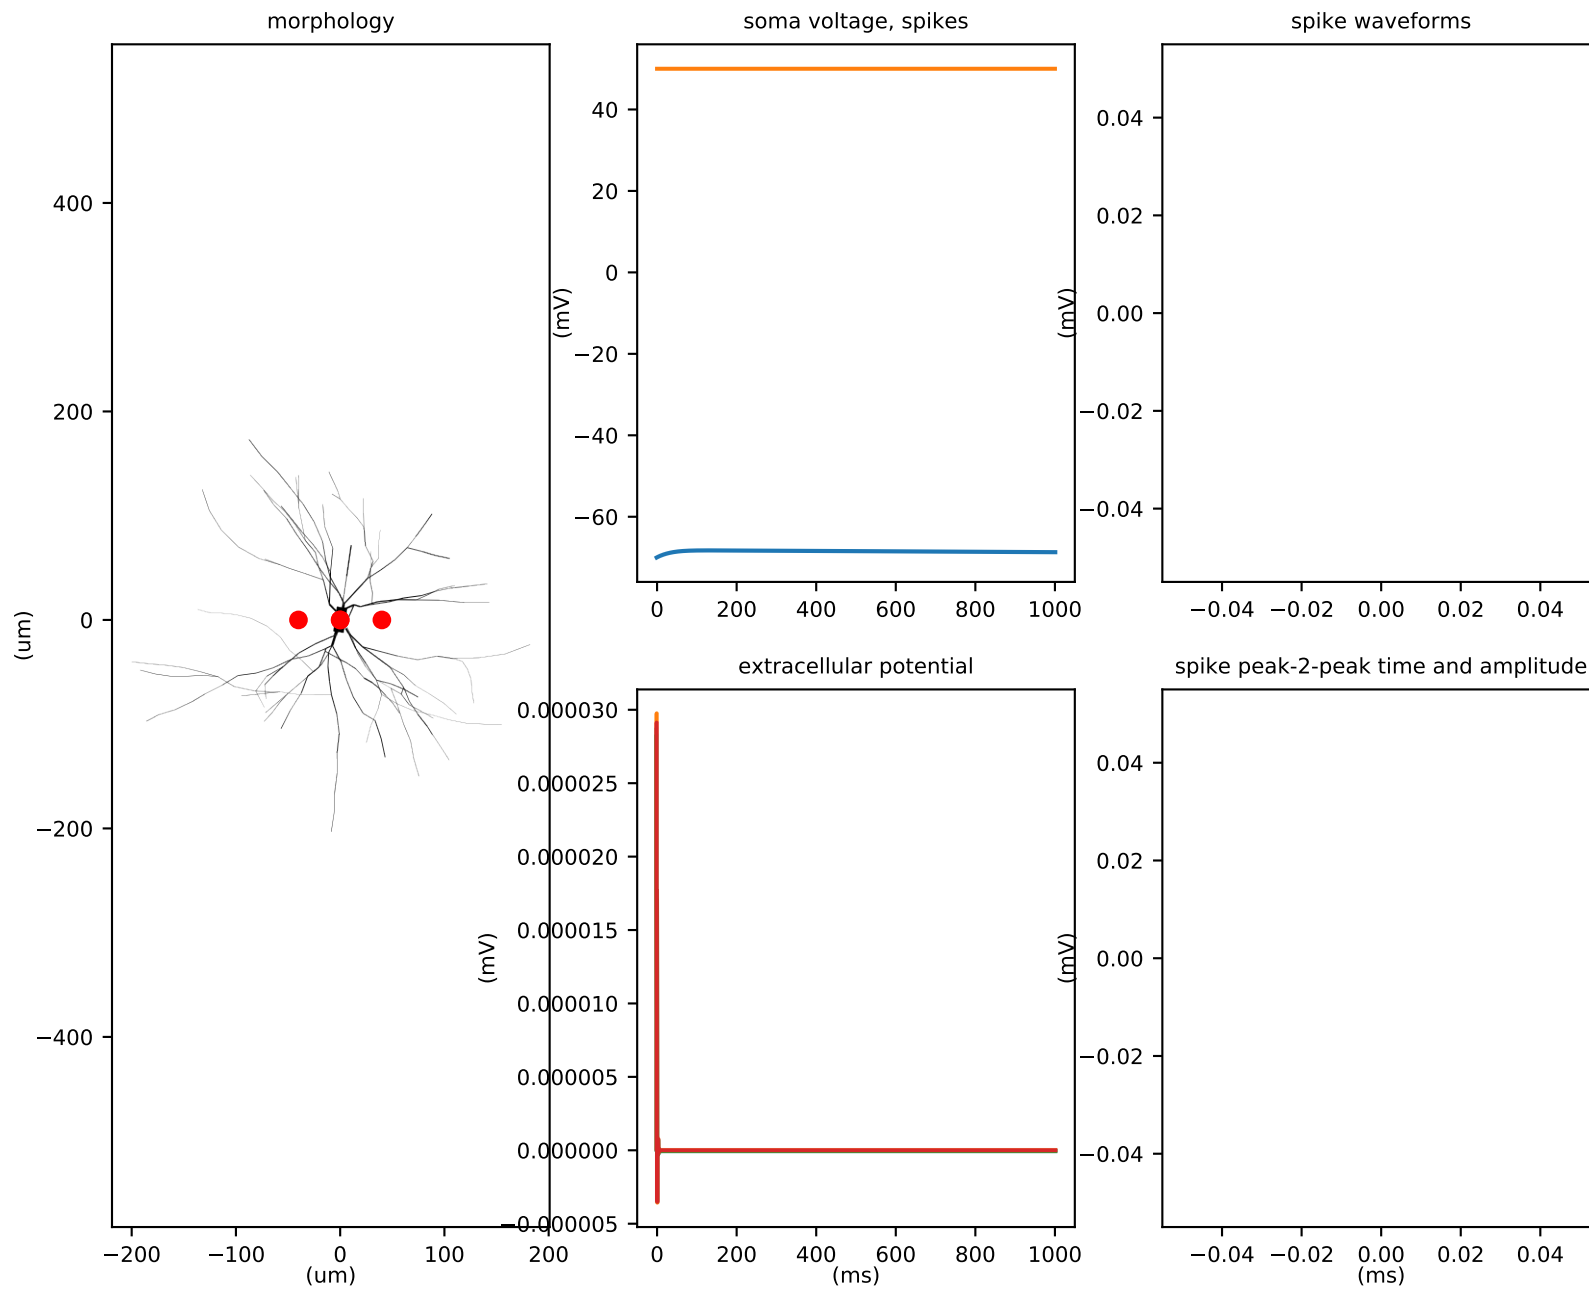 morphology
400
200
0
−200
−400
(um)
−200 −100 0 100 200
(um)
soma voltage, spikes
40
20
0
−20
−40
−60
(mV)
0 200 400 600 800 1000
spike waveforms
0.04
0.02
0.00
−0.02
−0.04
(mV)
−0.04 −0.02 0.00 0.02 0.04
extracellular potential
0.000030
0.000025
0.000020
0.000015
0.000010
0.000005
0.000000
−0.000005
(mV)
0 200 400 600 800 1000
(ms)
spike peak-2-peak time and amplitude
0.04
0.02
0.00
−0.02
−0.04
(mV)
−0.04 −0.02 0.00 0.02 0.04
(ms)